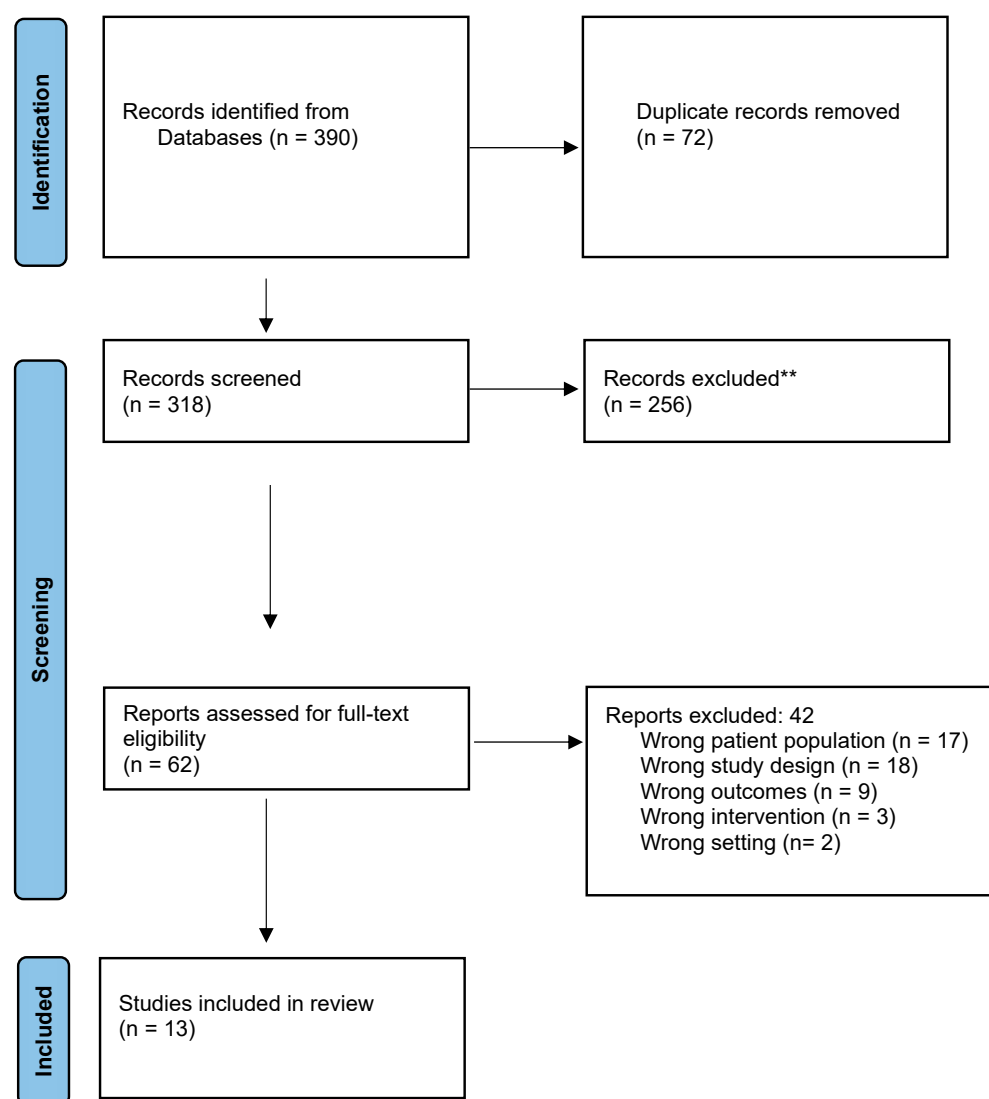 Identification
Records identified from
Databases (n = 390)
Duplicate records removed
(n = 72)
Screening
Records screened
(n = 318)
Records excluded**
(n = 256)
Reports assessed for full-text
eligibility
(n = 62)
Reports excluded: 42
Wrong patient population (n = 17)
Wrong study design (n = 18)
Wrong outcomes (n = 9)
Wrong intervention (n = 3)
Wrong setting (n= 2)
Included
Studies included in review
(n = 13)